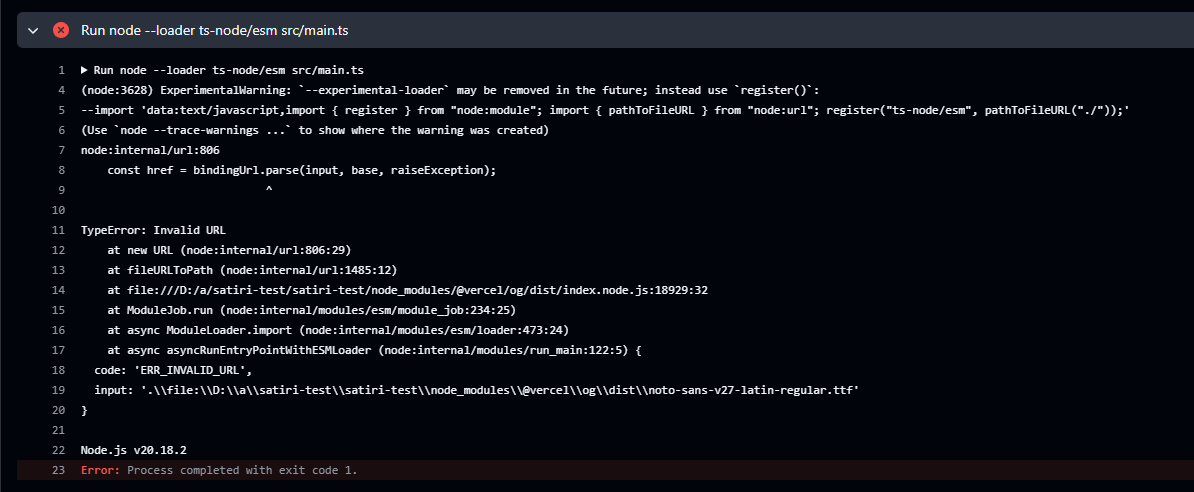 Run node --loader ts-node/esm src/main.ts
1 Run node --loader ts-node/esm src/main.ts
4 (node:3628) ExperimentalWarning: `--experimental-loader` may be removed in the future; instead use `register()`:
5 --import 'data:text/javascript,import { register } from "node:module"; import { pathToFileURL } from "node:url"; register("ts-node/esm", pathToFileURL("./"));'
6 (Use `node --trace-warnings ...` to show where the warning was created)
7 node:internal/url:806
8 const href = bindingUrl.parse(input, base, raiseException);
9 ^
10
11 TypeError: Invalid URL
12 at new URL (node:internal/url:806:29)
13 at fileURLToPath (node:internal/url:1485:12)
14 at file:///D:/a/satiri-test/satiri-test/node_modules/@vercel/og/dist/index.node.js:18929:32
15 at ModuleJob.run (node:internal/modules/esm/module_job:234:25)
16 at async ModuleLoader.import (node:internal/modules/esm/loader:473:24)
17 at async asyncRunEntryPointWithESMLoader (node:internal/modules/run_main:122:5) {
18 code: 'ERR_INVALID_URL',
19 input: '.\\file:\\D:\\a\\satiri-test\\satiri-test\\node_modules\\@vercel\\og\\dist\\noto-sans-v27-latin-regular.ttf'
20 }
21
22 Node.js v20.18.2
23 Error: Process completed with exit code 1.